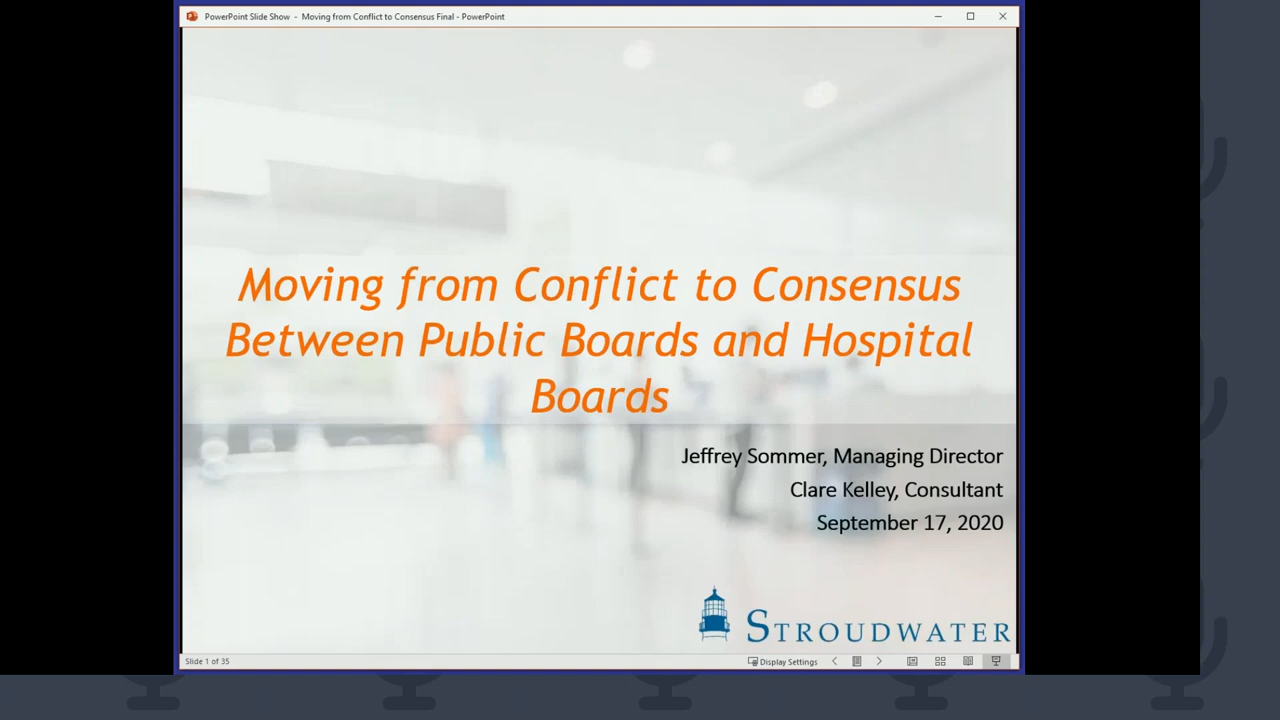 PowerPoint Slide Show - Moving from Conflict to Consensus Final - PowerPoint
Moving from Conflict to Consensus
Between Public Boards and Hospital
Boards
Jeffrey Sommer, Managing Director
Clare Kelley, Consultant
September 17, 2020
STROUDWATER
Slide 1 of 35
Display Settings